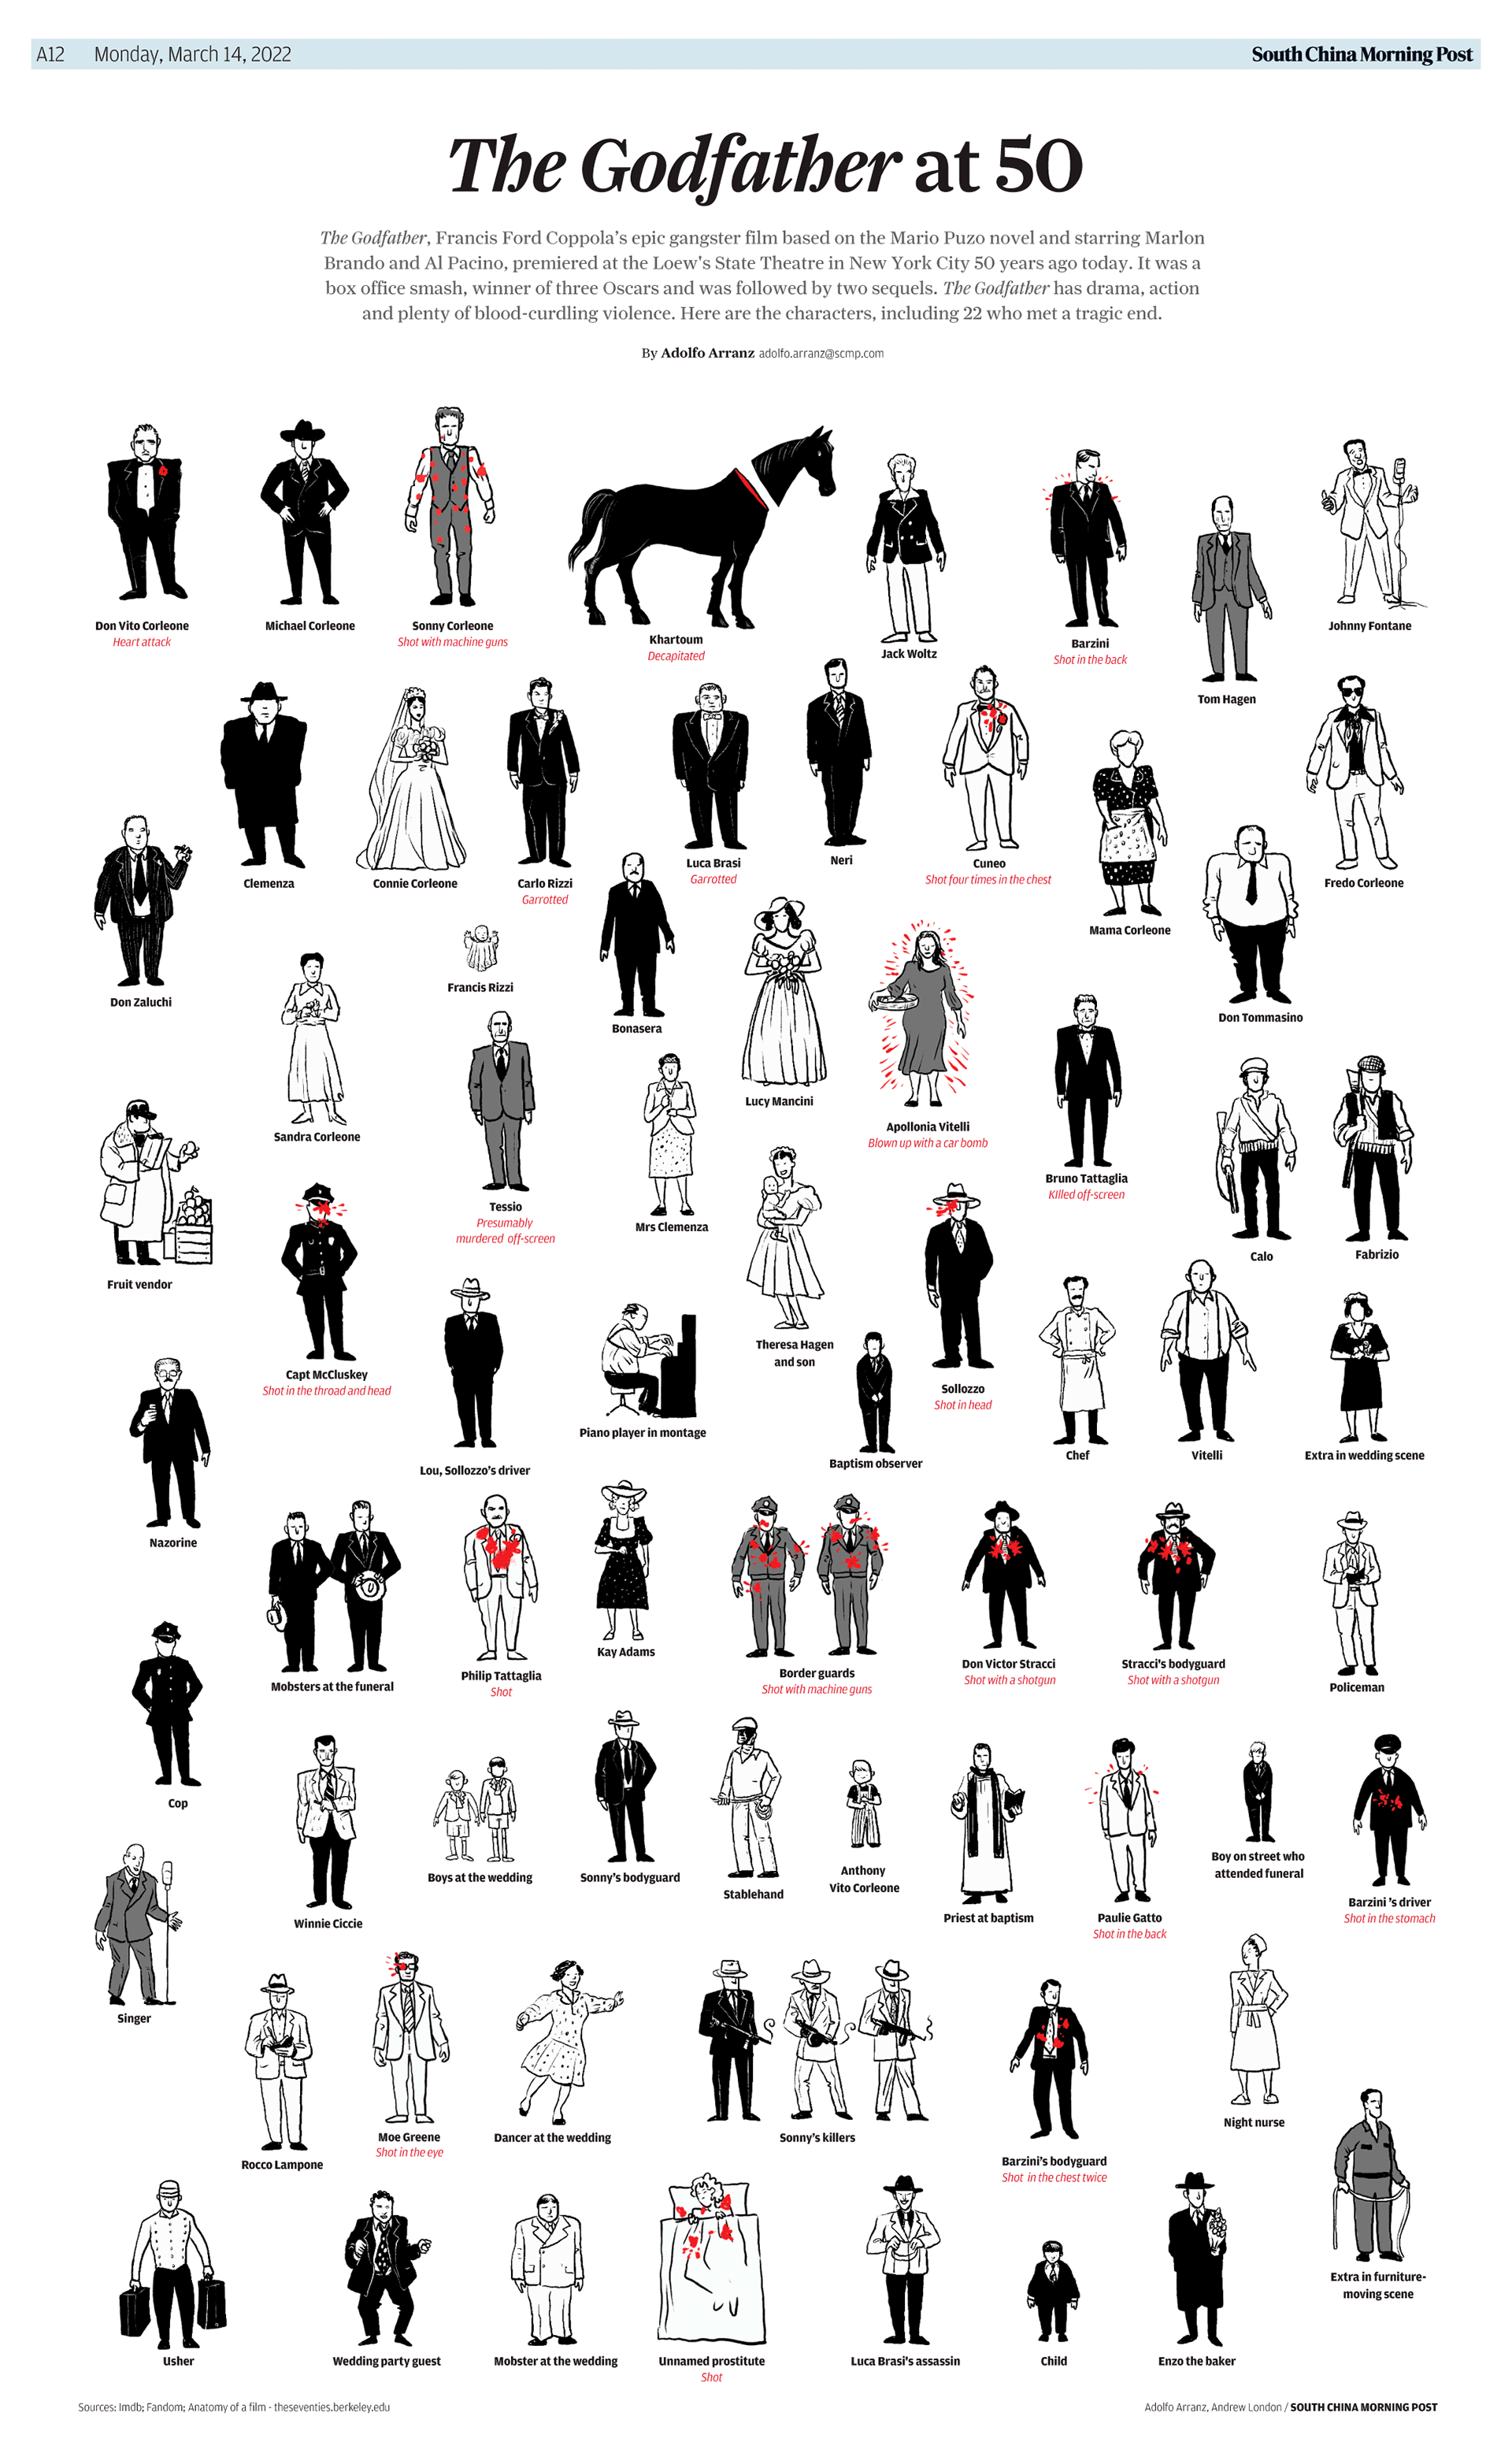 A12 Monday, March 14, 2022
South China Morning Post
The Godfather at 50
The Godfather, Francis Ford Coppola's epic gangster film based on the Mario Puzo novel and starring Marlon
Brando and Al Pacino, premiered at the Loew's State Theatre in New York City 50 years ago today. It was a
box office smash, winner of three Oscars and was followed by two sequels. The Godfather has drama, action
and plenty of blood-curdling violence. Here are the characters, including 22 who met a tragic end.
By Adolfo Arranz adolfo.arranz@scmp.com
Don Vito Corleone
Heart attack
Michael Corleone
Sonny Corleone
Shot with machine guns
Khartoum
Decapitated
Jack Woltz
Barzini
Shot in the back
Tom Hagen
Johnny Fontane
Clemenza
Connie Corleone
Carlo Rizzi
Garrotted
Luca Brasi
Garrotted
Neri
Cuneo
Shot four times in the chest
Mama Corleone
Fredo Corleone
Don Zaluchi
Sandra Corleone
Francis Rizzi
Bonasera
Lucy Mancini
Apollonia Vitelli
Blown up with a car bomb
Don Tommasino
Fruit vendor
Capt McCluskey
Shot in the throad and head
Tessio
Presumably
murdered off-screen
Mrs Clemenza
Theresa Hagen
and son
Bruno Tattaglia
Killed off-screen
Calo
Fabrizio
Nazorine
Lou, Sollozzo's driver
Piano player in montage
Baptism observer
Sollozzo
Shot in head
Chef
Vitelli
Extra in wedding scene
Mobsters at the funeral
Philip Tattaglia
Shot
Kay Adams
Border guards
Shot with machine guns
Don Victor Stracci
Shot with a shotgun
Stracci's bodyguard
Shot with a shotgun
Policeman
Cop
Winnie Ciccie
Boys at the wedding
Sonny's bodyguard
Stablehand
Anthony
Vito Corleone
Priest at baptism
Paulie Gatto
Shot in the back
Boy on street who
attended funeral
Barzini 's driver
Shot in the stomach
Singer
Rocco Lampone
Moe Greene
Shot in the eye
Dancer at the wedding
Sonny's killers
Barzini's bodyguard
Shot in the chest twice
Night nurse
Extra in furniture-
moving scene
Usher
Wedding party guest
Mobster at the wedding
Unnamed prostitute
Shot
Luca Brasi's assassin
Child
Enzo the baker
Sources: Imdb; Fandom; Anatomy of a film - theseventies.berkeley.edu
Adolfo Arranz, Andrew London / SOUTH CHINA MORNING POST